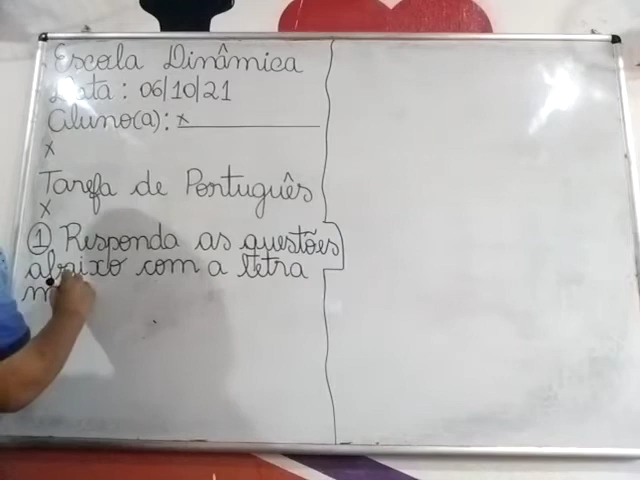 Escola Dinâmica
Data : 06/10/21
Aluno(a): x
x
Tarefa de Português
x
① Responda as questões
abaixo com a letra
m